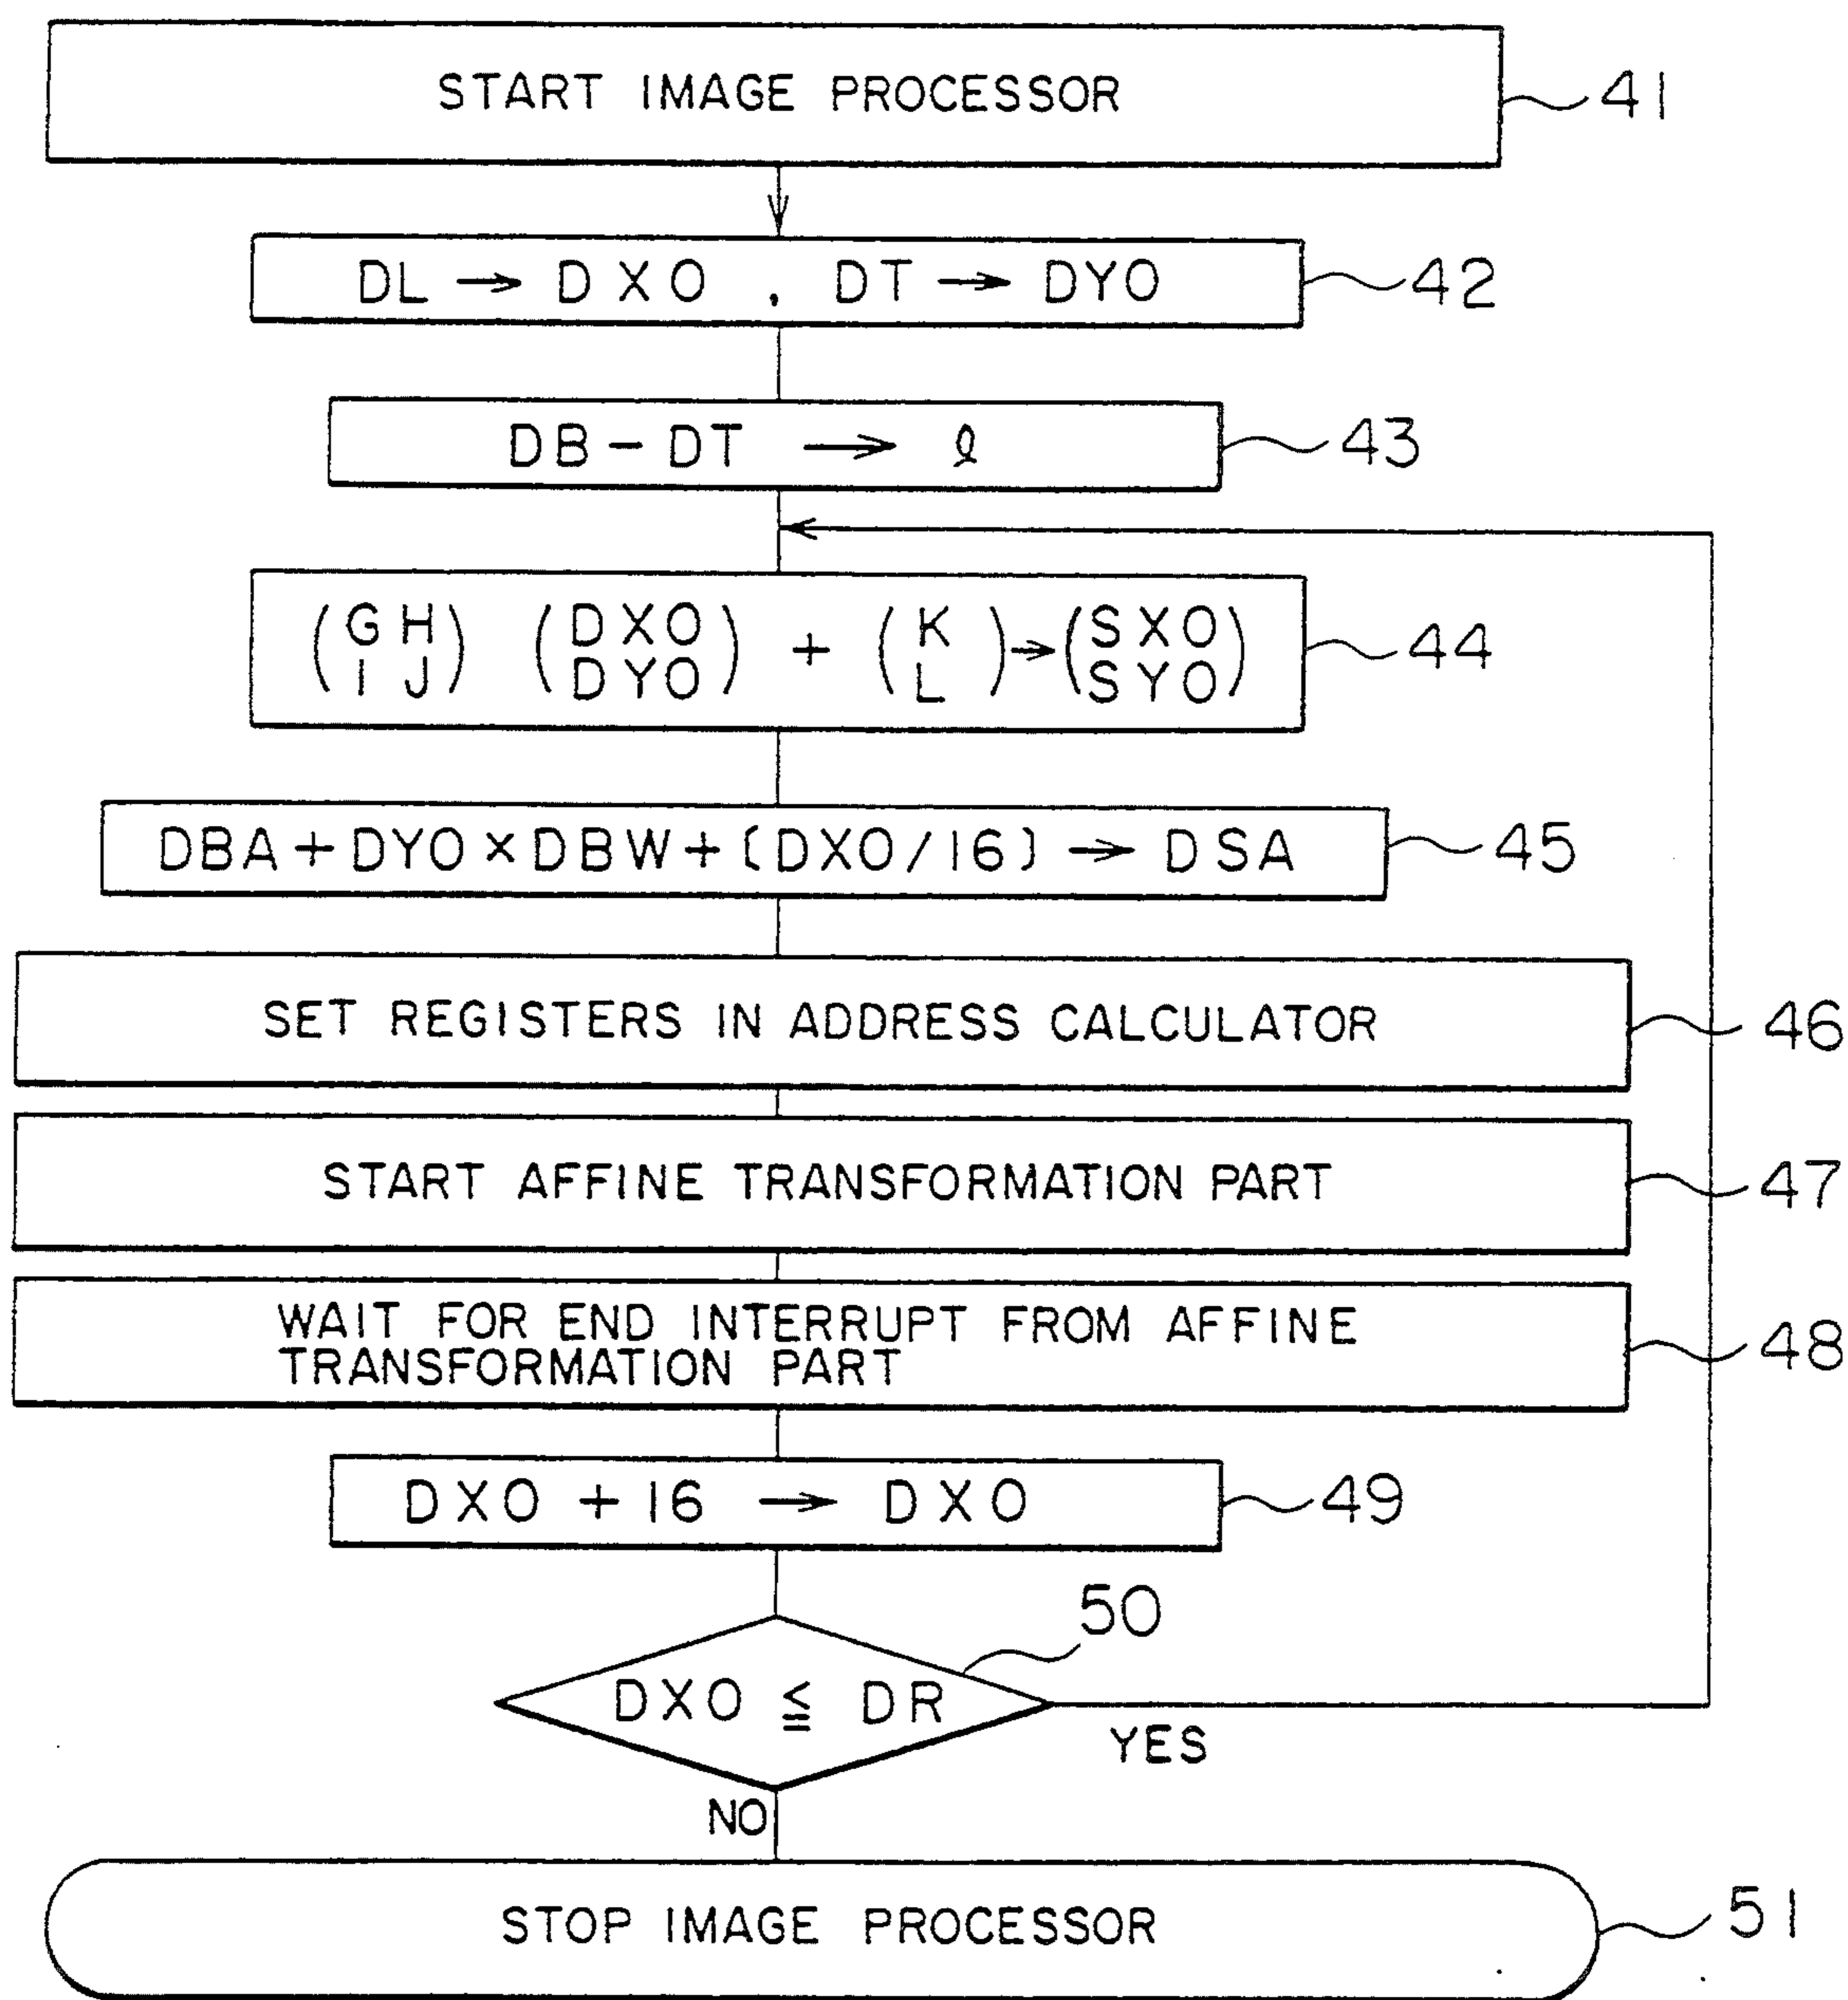 START IMAGE PROCESSOR
41
DL → DXO , DT → DYO
42
DB - DT → ℓ
43
(G H) (DXO) + (K) → (SXO)
(I J) (DYO) (L) (SYO)
44
DBA + DYO × DBW + [DXO/16] → DSA
45
SET REGISTERS IN ADDRESS CALCULATOR
46
START AFFINE TRANSFORMATION PART
47
WAIT FOR END INTERRUPT FROM AFFINE
TRANSFORMATION PART
48
DXO + 16 → DXO
49
50
DXO ≦ DR
YES
NO
STOP IMAGE PROCESSOR
51